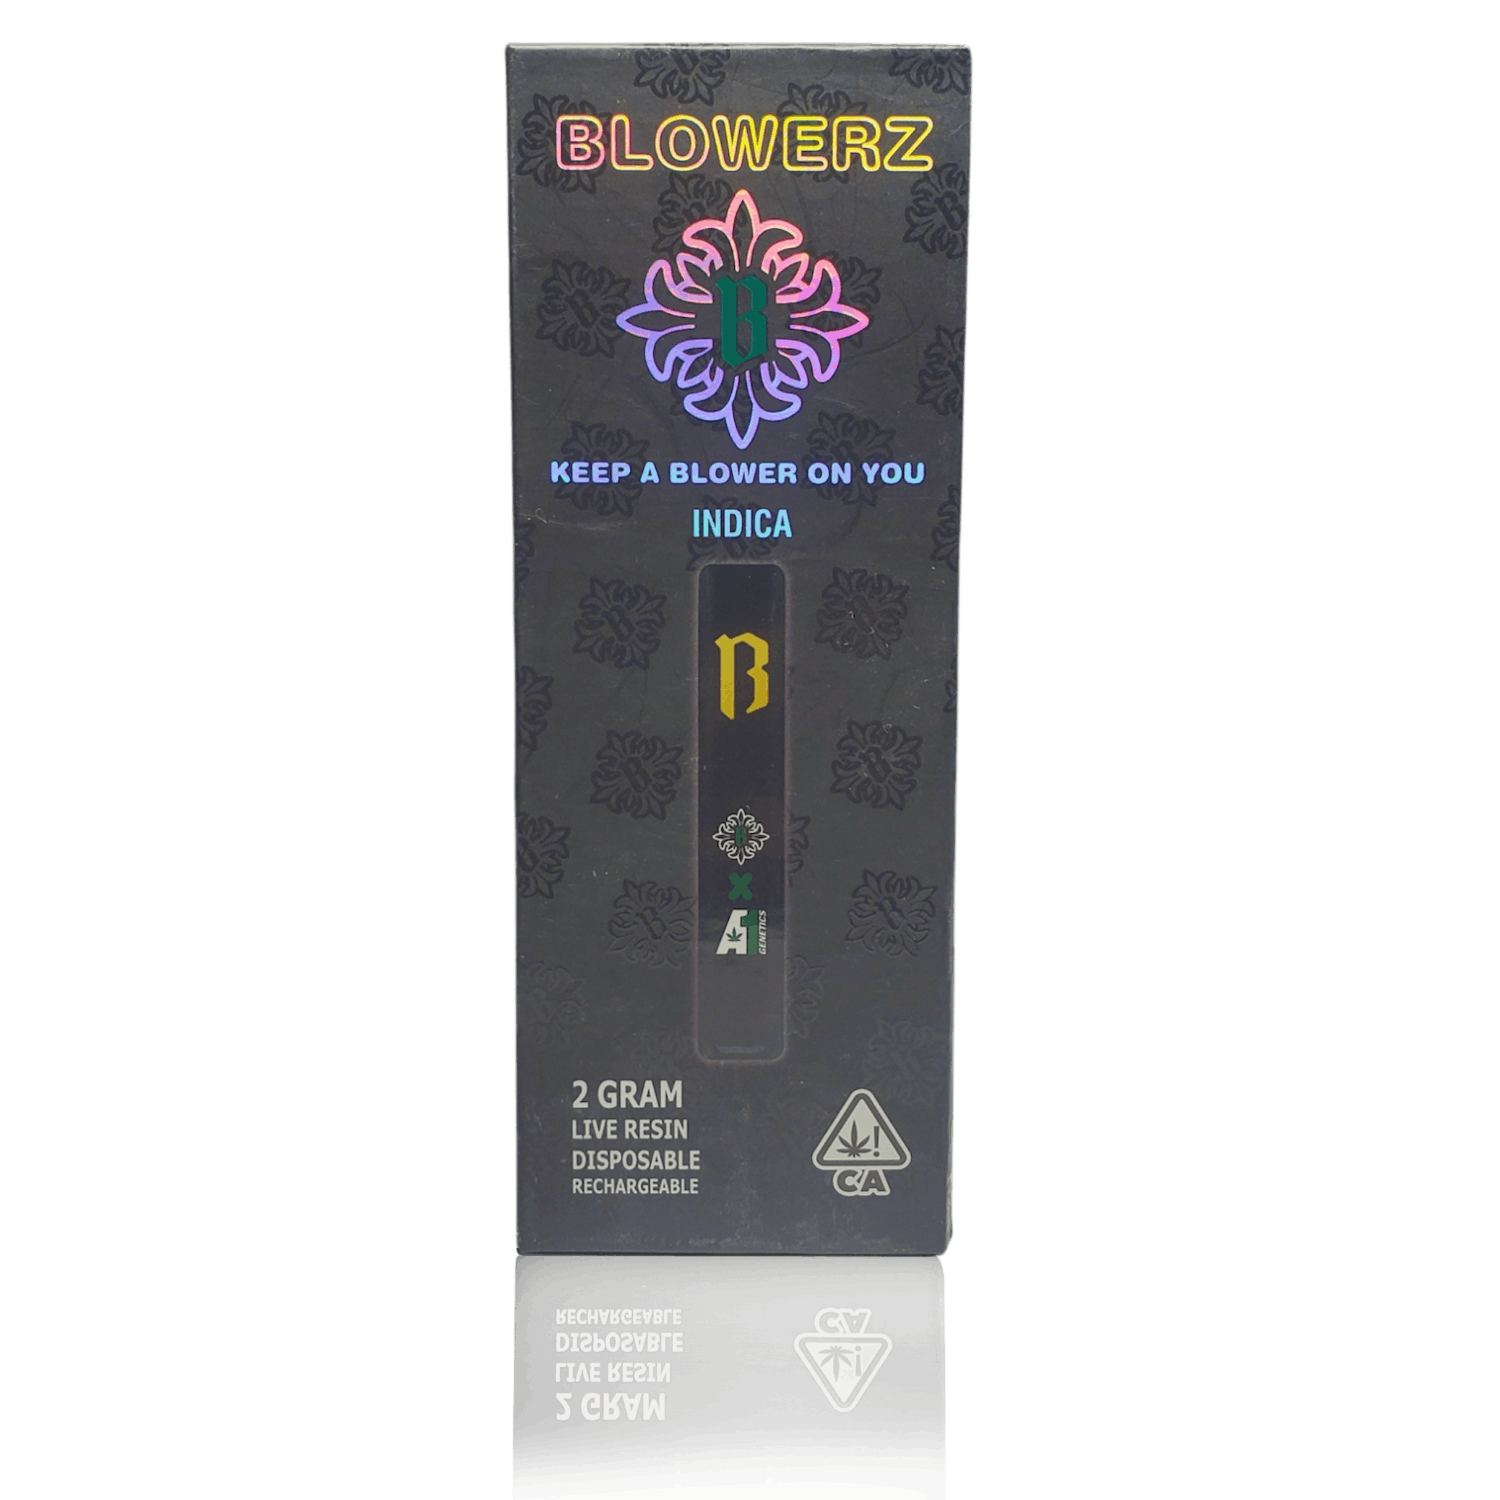 BLOWERZ
B
KEEP A BLOWER ON YOU
INDICA
B
B
X
A1
GENETICS
2 GRAM
LIVE RESIN
DISPOSABLE
RECHARGEABLE
!
CA